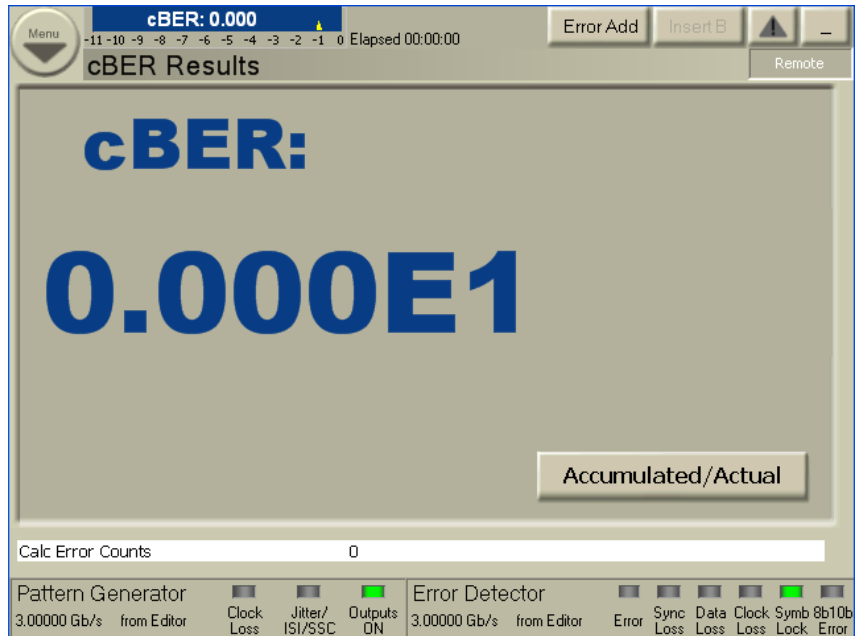 Menu
cBER: 0.000
-11 -10 -9 -8 -7 -6 -5 -4 -3 -2 -1 0 Elapsed 00:00:00
Error Add
Insert B
_
cBER Results
Remote
cBER:
0.000E1
Accumulated/Actual
Calc Error Counts 0
Pattern Generator
3.00000 Gb/s from Editor
Clock Loss
Jitter/ ISI/SSC
Outputs ON
Error Detector
3.00000 Gb/s from Editor
Error
Sync Loss
Data Loss
Clock Loss
Symb Lock
8b10b Error